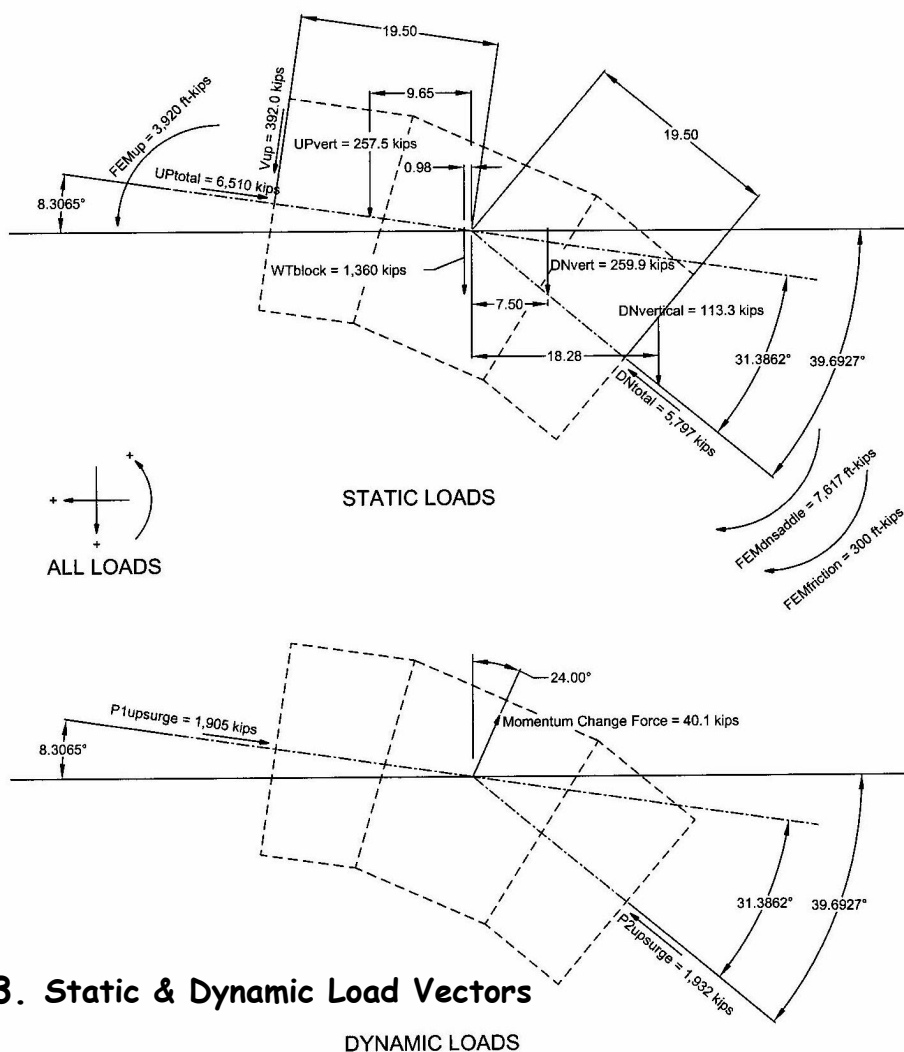 19.50
9.65
19.50
FEMup = 3,920 ft-kips
Vup = 392.0 kips
UPvert = 257.5 kips
0.98
UPtotal = 6,510 kips
8.3065°
WTblock = 1,360 kips
DNvert = 259.9 kips
7.50
DNvertical = 113.3 kips
18.28
31.3862°
39.6927°
DNtotal = 5,797 kips
+
+
+
STATIC LOADS
FEMdnsaddle = 7,617 ft-kips
FEMfriction = 300 ft-kips
ALL LOADS
24.00°
P1upsurge = 1,905 kips
Momentum Change Force = 40.1 kips
8.3065°
31.3862°
39.6927°
P2upsurge = 1,932 kips
3. Static & Dynamic Load Vectors
DYNAMIC LOADS